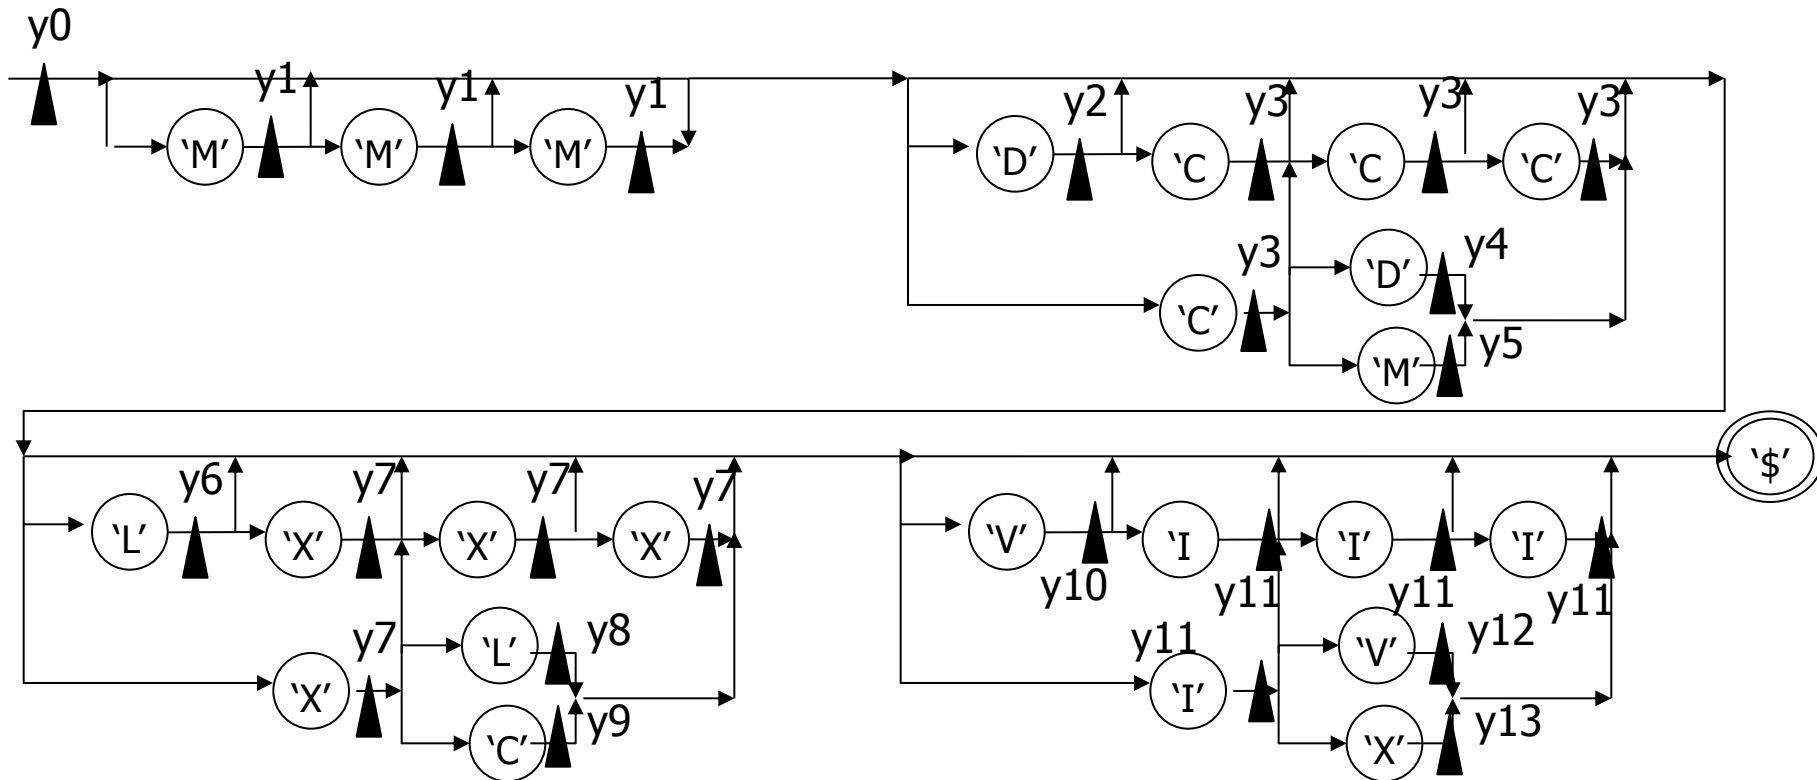 y0
y1 y1 y1
‘M’ ‘M’ ‘M’
y2 y3 y3 y3
‘D’ ‘C ‘C ‘C’
y3 ‘D’ y4
‘C’ ‘M’ y5
‘$’
y6 y7 y7 y7
‘L’ ‘X’ ‘X’ ‘X’
‘V’ ‘I ‘I’ ‘I’
y10 y11 y11 y11
y7 ‘L’ y8
‘X’ ‘C’ y9
y11 ‘V’ y12
‘I’ ‘X’ y13